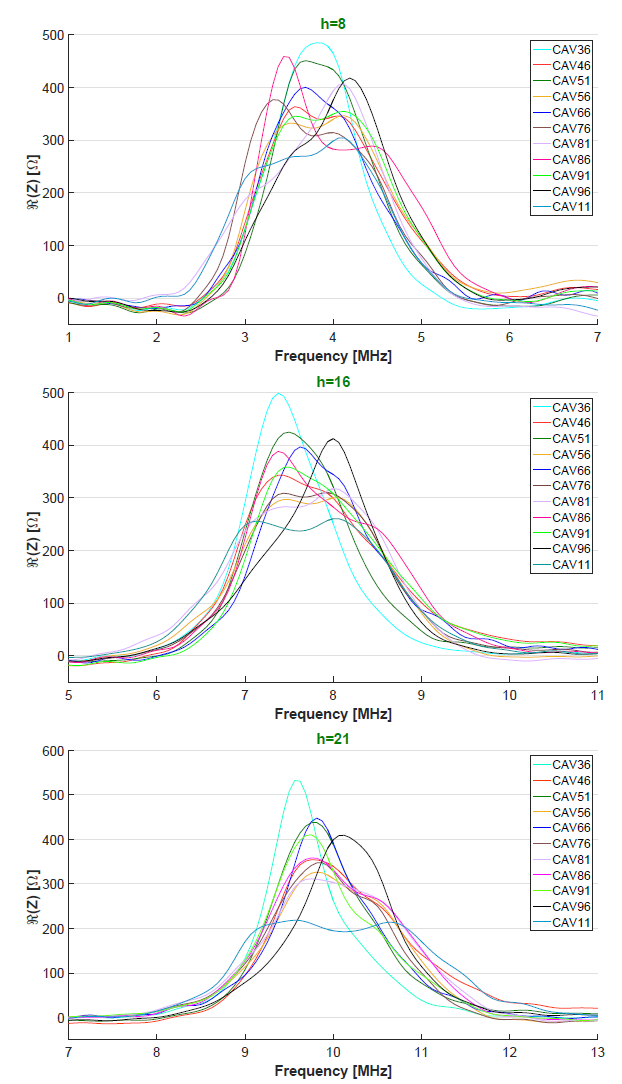 h=8
500
400
300
200
100
0
ℜ(Z) [Ω]
1 2 3 4 5 6 7
Frequency [MHz]
CAV36
CAV46
CAV51
CAV56
CAV66
CAV76
CAV81
CAV86
CAV91
CAV96
CAV11
h=16
500
400
300
200
100
0
ℜ(Z) [Ω]
5 6 7 8 9 10 11
Frequency [MHz]
CAV36
CAV46
CAV51
CAV56
CAV66
CAV76
CAV81
CAV86
CAV91
CAV96
CAV11
h=21
600
500
400
300
200
100
0
ℜ(Z) [Ω]
7 8 9 10 11 12 13
Frequency [MHz]
CAV36
CAV46
CAV51
CAV56
CAV66
CAV76
CAV81
CAV86
CAV91
CAV96
CAV11